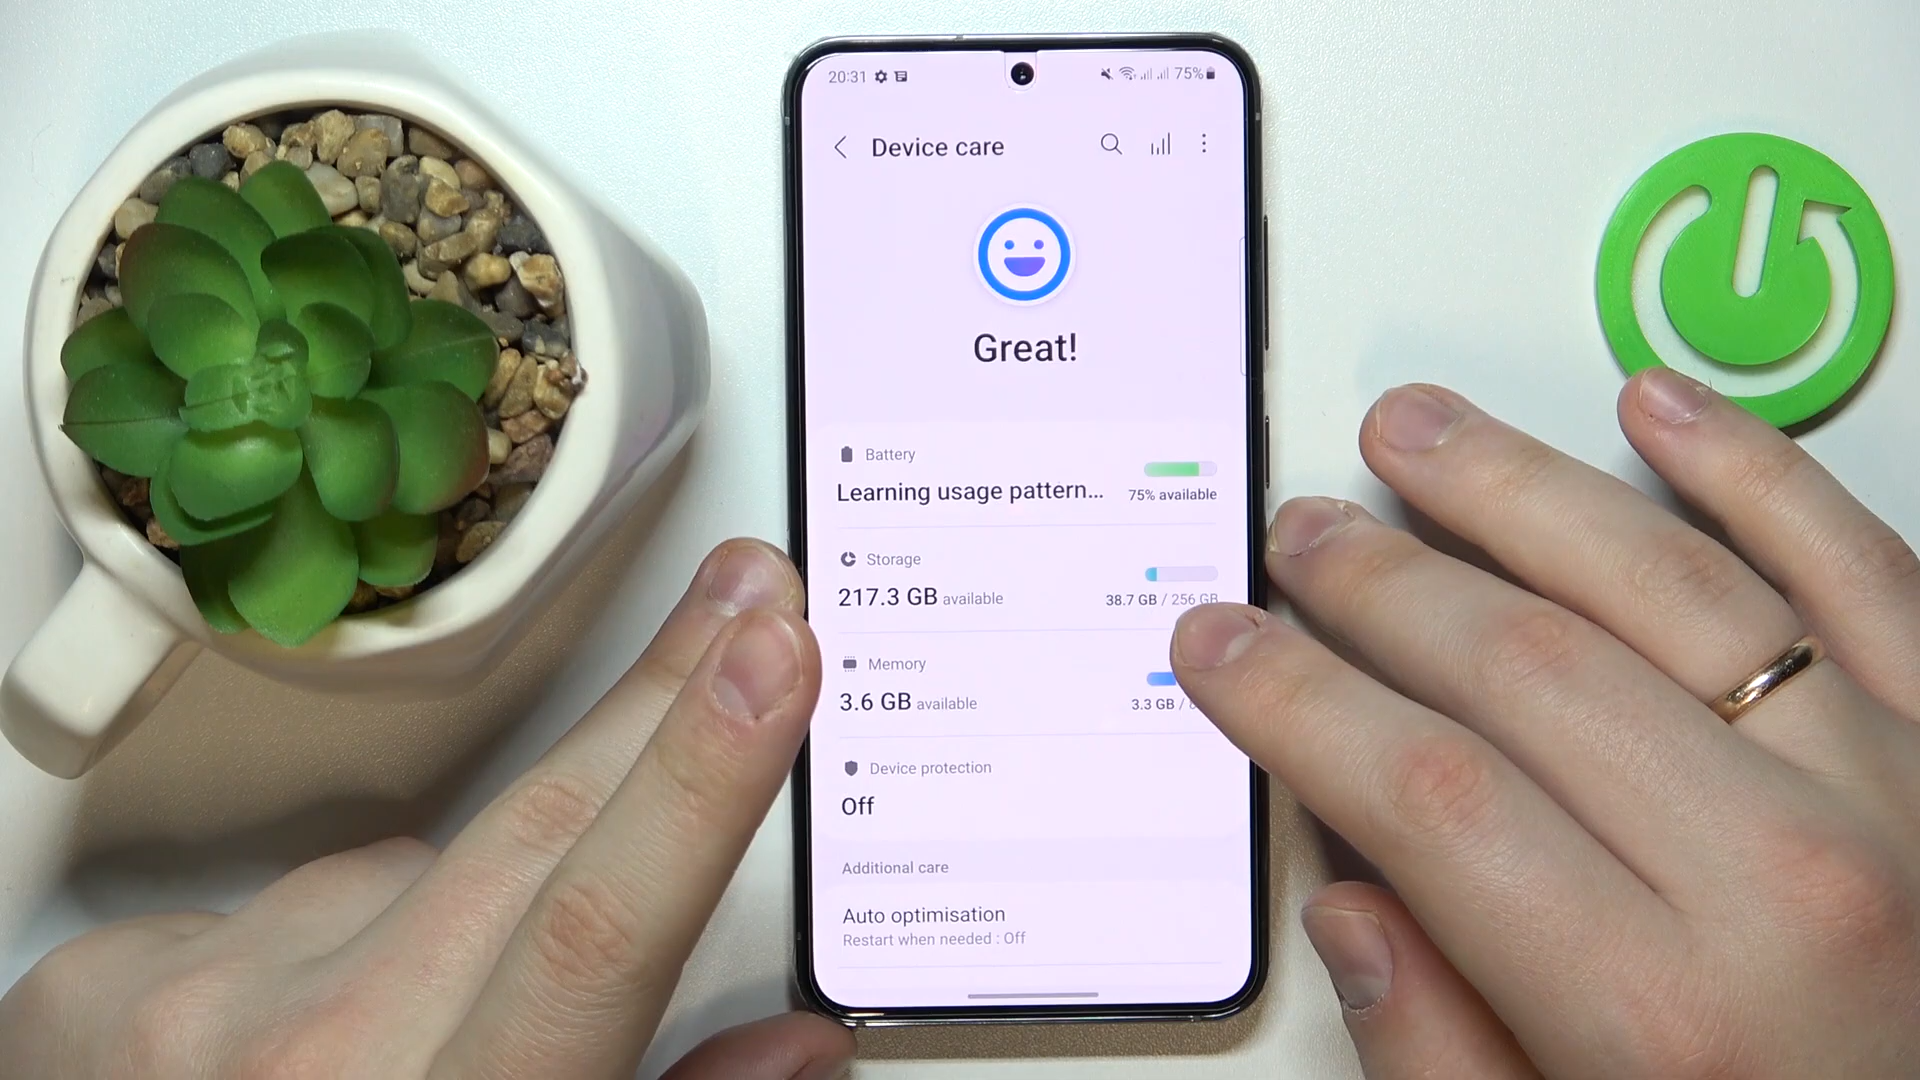 20:31 75%
Device care
Great!
Battery
Learning usage pattern... 75% available
Storage
217.3 GB available 38.7 GB / 256 GB
Memory
3.6 GB available 3.3 GB /
Device protection
Off
Additional care
Auto optimisation
Restart when needed : Off